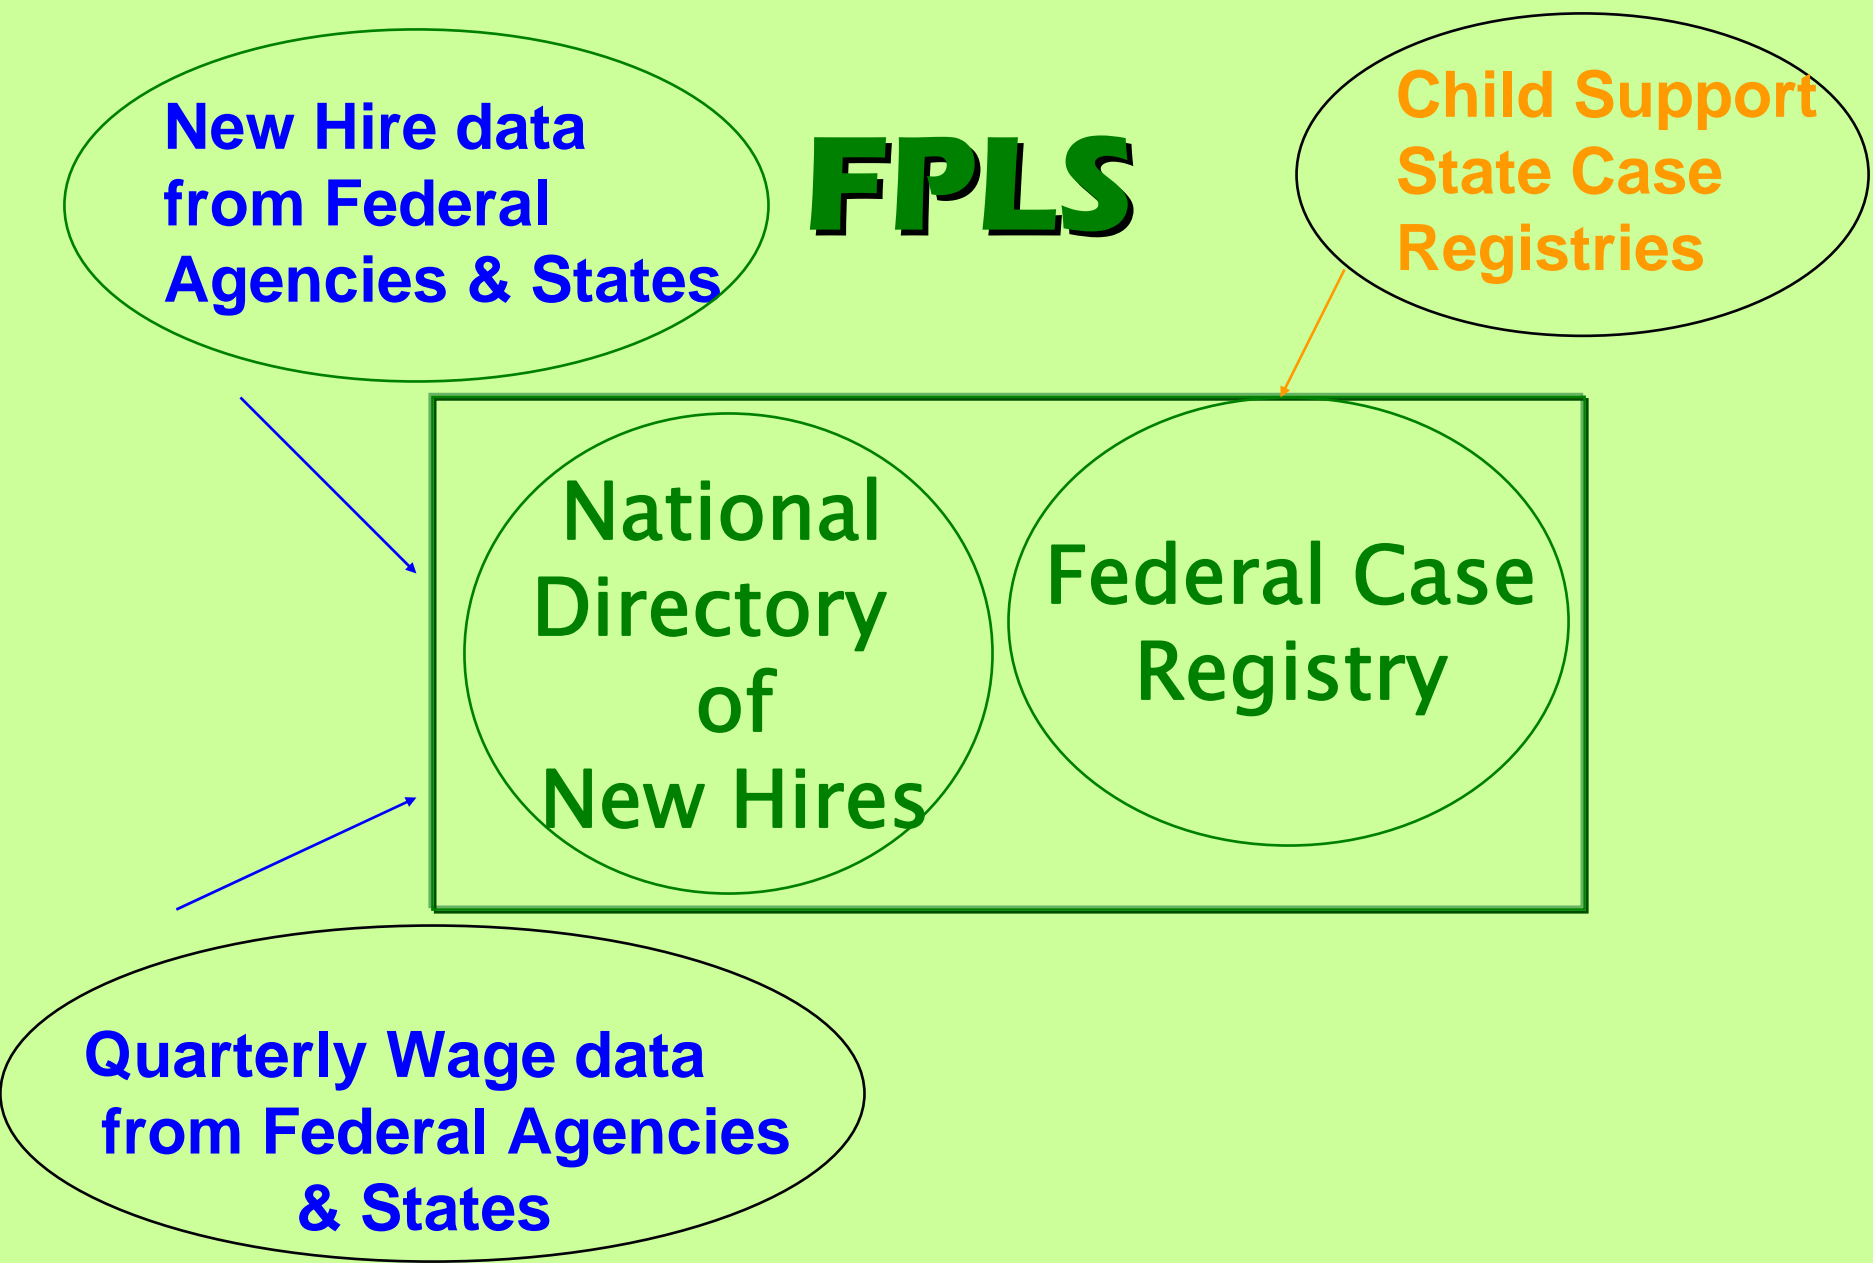 New Hire data
from Federal
Agencies & States
FPLS
Child Support
State Case
Registries
National
Directory
of
New Hires
Federal Case
Registry
Quarterly Wage data
from Federal Agencies
& States